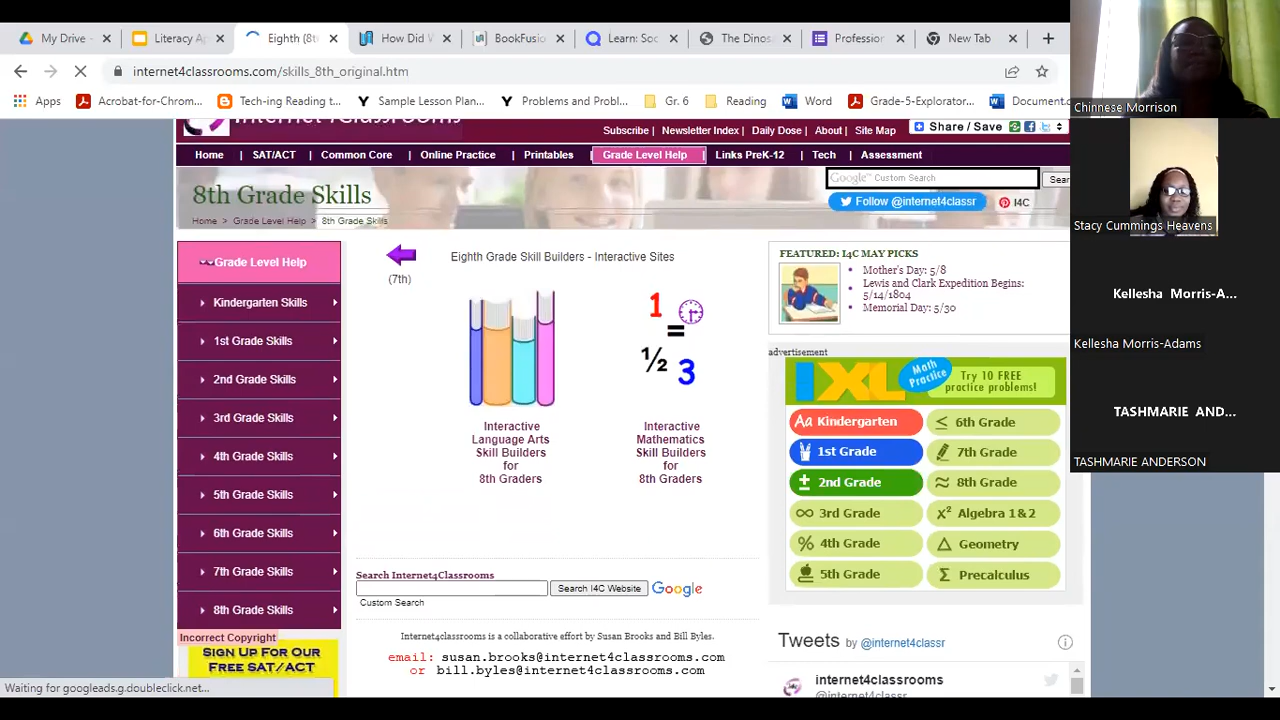 My Drive -
Literacy Ap
Eighth (8t
How Did W
BookFusio
Learn: Soc
The Dinos
Profession
New Tab
internet4classrooms.com/skills_8th_original.htm
Apps
Acrobat-for-Chrom...
Tech-ing Reading t...
Sample Lesson Plan...
Problems and Probl...
Gr. 6
Reading
Word
Grade-5-Explorator...
Document.c
Subscribe | Newsletter Index | Daily Dose | About | Site Map
Share / Save
Home | SAT/ACT | Common Core | Online Practice | Printables | Grade Level Help | Links PreK-12 | Tech | Assessment
8th Grade Skills
Google™ Custom Search
Sear
Follow @internet4classr
I4C
Home > Grade Level Help > 8th Grade Skills
Grade Level Help
Kindergarten Skills
1st Grade Skills
2nd Grade Skills
3rd Grade Skills
4th Grade Skills
5th Grade Skills
6th Grade Skills
7th Grade Skills
8th Grade Skills
Incorrect Copyright
SIGN UP FOR OUR
FREE SAT/ACT
(7th)
Eighth Grade Skill Builders - Interactive Sites
1
=
½ 3
Interactive
Language Arts
Skill Builders
for
8th Graders
Interactive
Mathematics
Skill Builders
for
8th Graders
Search Internet4Classrooms
Search I4C Website
Google
Custom Search
Internet4classrooms is a collaborative effort by Susan Brooks and Bill Byles.
email: susan.brooks@internet4classrooms.com
or bill.byles@internet4classrooms.com
FEATURED: I4C MAY PICKS
Mother's Day: 5/8
Lewis and Clark Expedition Begins:
5/14/1804
Memorial Day: 5/30
advertisement
IXL
Math
Practice
Try 10 FREE
practice problems!
Aa Kindergarten
1st Grade
± 2nd Grade
∞ 3rd Grade
% 4th Grade
5th Grade
≤ 6th Grade
7th Grade
≈ 8th Grade
x² Algebra 1&2
△ Geometry
Σ Precalculus
Tweets by @internet4classr
internet4classrooms
@internet4classr
Waiting for googleads.g.doubleclick.net...
Chinnese Morrison
Stacy Cummings Heavens
Kellesha Morris-A...
Kellesha Morris-Adams
TASHMARIE AND...
TASHMARIE ANDERSON